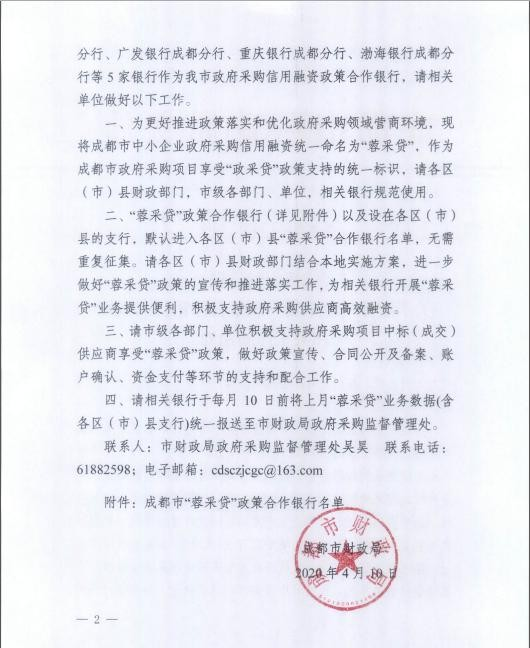 分行、广发银行成都分行、重庆银行成都分行、渤海银行成都分
行等 5 家银行作为我市政府采购信用融资政策合作银行，请相关
单位做好以下工作。
一、为更好推进政策落实和优化政府采购领域营商环境，现
将成都市中小企业政府采购信用融资统一命名为“蓉采贷”，作为
成都市政府采购项目享受“政采贷”政策支持的统一标识，请各区
（市）县财政部门，市级各部门、单位，相关银行规范使用。
二、“蓉采贷”政策合作银行（详见附件）以及设在各区（市）
县的支行，默认进入各区（市）县“蓉采贷”合作银行名单，无需
重复征集。请各区（市）县财政部门结合本地实施方案，进一步
做好“蓉采贷”政策的宣传和推进落实工作，为相关银行开展“蓉采
贷”业务提供便利，积极支持政府采购供应商高效融资。
三、请市级各部门、单位积极支持政府采购项目中标（成交）
供应商享受“蓉采贷”政策，做好政策宣传、合同公开及备案、账
户确认、资金支付等环节的支持和配合工作。
四、请相关银行于每月 10 日前将上月“蓉采贷”业务数据(含
各区（市）县支行)统一报送至市财政局政府采购监督管理处。
联系人：市财政局政府采购监督管理处吴昊 联系电话：
61882598；电子邮箱：cdsczjcgc@163.com
附件：成都市“蓉采贷”政策合作银行名单
成都市财政局
2020 年 4 月 10 日
成都市财政局
— 2 —